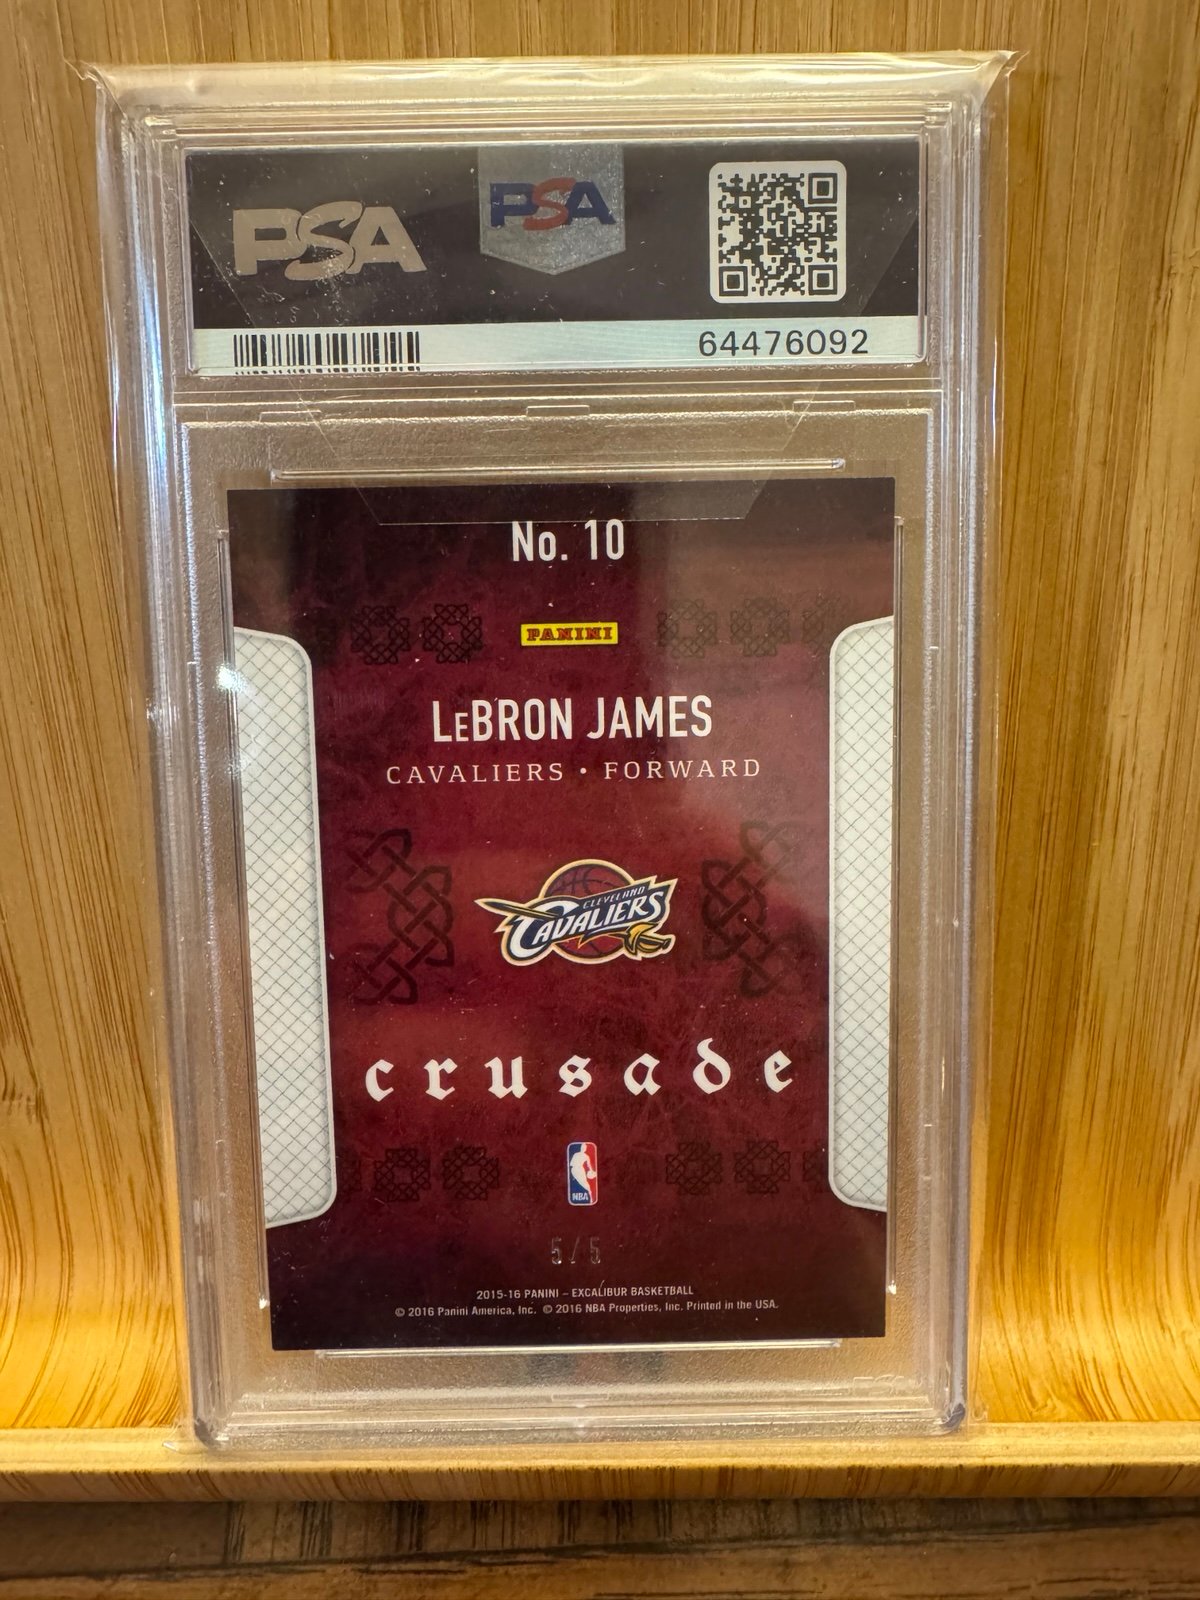 PSA
PSA
64476092
No. 10
PANINI
LeBRON JAMES
CAVALIERS • FORWARD
CLEVELAND
CAVALIERS
crusade
NBA
5/5
2015-16 PANINI – EXCALIBUR BASKETBALL
© 2016 Panini America, Inc. © 2016 NBA Properties, Inc. Printed in the USA.